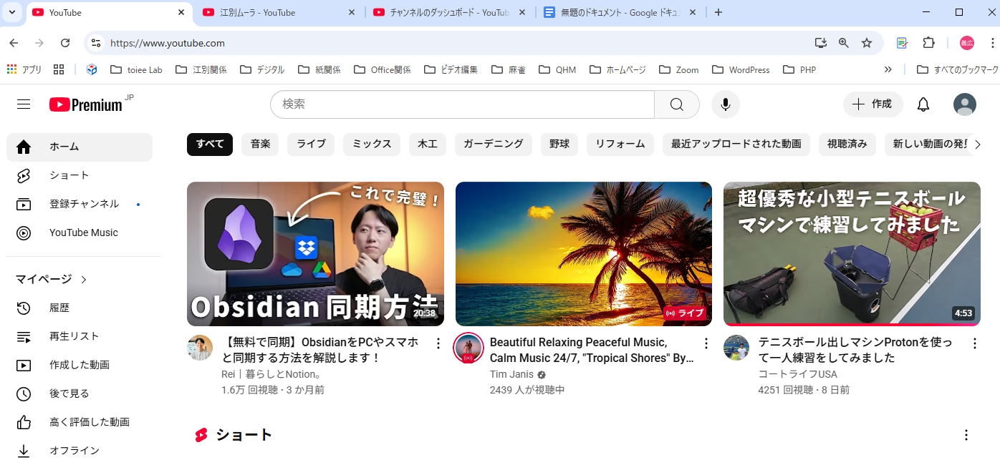 YouTube
江別ムーラ - YouTube
チャンネルのダッシュボード - YouTub
無題のドキュメント - Google ドキュ
https://www.youtube.com
義広
アプリ
toiee Lab
江別関係
デジタル
紙関係
Office関係
ビデオ編集
麻雀
QHM
ホームページ
Zoom
WordPress
PHP
すべてのブックマーク
Premium JP
検索
作成
ホーム
ショート
登録チャンネル
YouTube Music
マイページ
履歴
再生リスト
作成した動画
後で見る
高く評価した動画
オフライン
すべて
音楽
ライブ
ミックス
木工
ガーデニング
野球
リフォーム
最近アップロードされた動画
視聴済み
新しい動画の発見
これで完璧！
Obsidian 同期方法
20:38
【無料で同期】ObsidianをPCやスマホ
と同期する方法を解説します！
Rei｜暮らしとNotion。
1.6万 回視聴・3 か月前
ライブ
Beautiful Relaxing Peaceful Music,
Calm Music 24/7, "Tropical Shores" By…
Tim Janis
2439 人が視聴中
超優秀な小型テニスボール
マシンで練習してみました
4:53
テニスボール出しマシンProtonを使っ
て一人練習をしてみました
コートライフUSA
4251 回視聴・8 日前
ショート